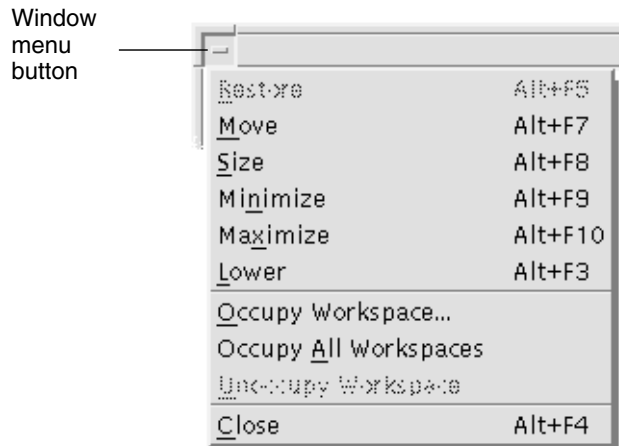 Window
menu
button
Restore Alt+F5
Move Alt+F7
Size Alt+F8
Minimize Alt+F9
Maximize Alt+F10
Lower Alt+F3
Occupy Workspace...
Occupy All Workspaces
Unoccupy Workspace
Close Alt+F4